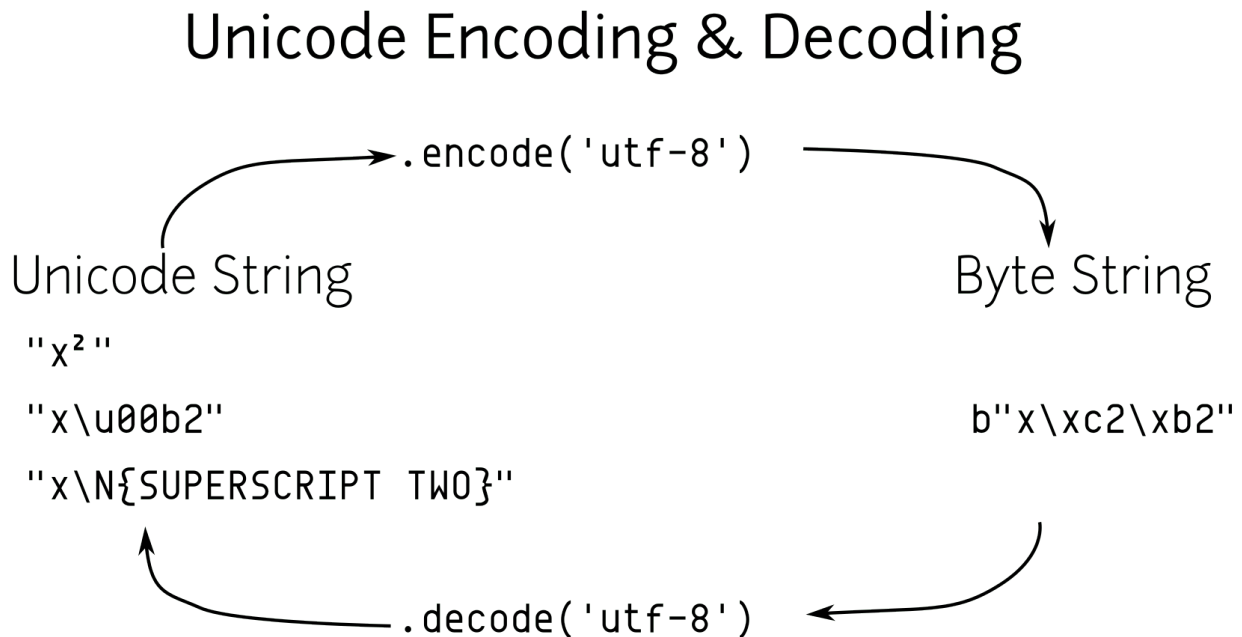 Unicode Encoding & Decoding
.encode('utf-8')
Unicode String
Byte String
"x²"
"x\u00b2"
b"x\xc2\xb2"
"x\N{SUPERSCRIPT TWO}"
.decode('utf-8')